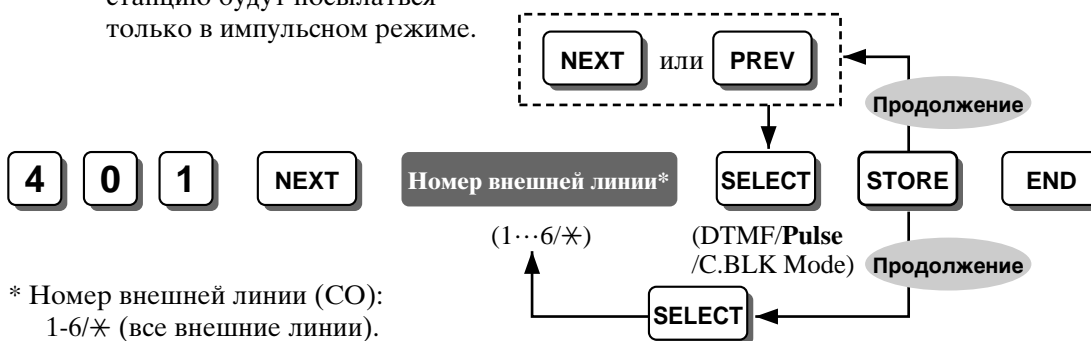 станцию будут посылаться
только в импульсном режиме.
NEXT или PREV
Продолжение
4 0 1 NEXT Номер внешней линии* SELECT STORE END
(1···6/✳) (DTMF/Pulse
/C.BLK Mode) Продолжение
* Номер внешней линии (CO):
1-6/✳ (все внешние линии).
SELECT